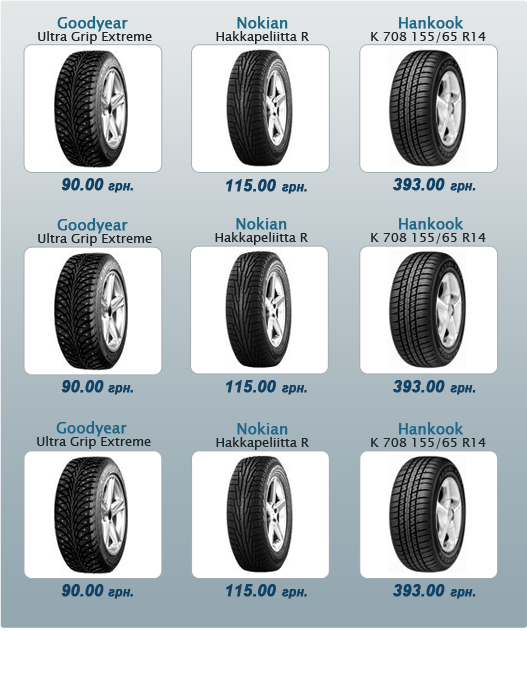 Goodyear
Ultra Grip Extreme
Nokian
Hakkapeliitta R
Hankook
K 708 155/65 R14
90.00 грн.
115.00 грн.
393.00 грн.
Goodyear
Ultra Grip Extreme
Nokian
Hakkapeliitta R
Hankook
K 708 155/65 R14
90.00 грн.
115.00 грн.
393.00 грн.
Goodyear
Ultra Grip Extreme
Nokian
Hakkapeliitta R
Hankook
K 708 155/65 R14
90.00 грн.
115.00 грн.
393.00 грн.